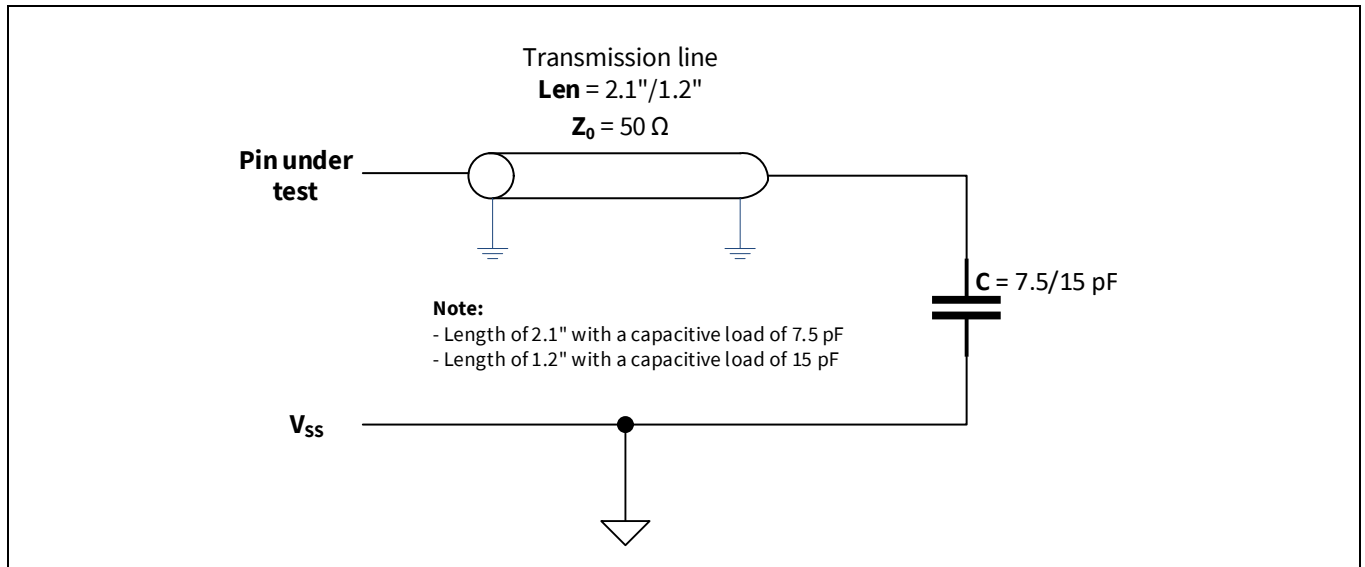 Transmission line
Len = 2.1"/1.2"
Z₀ = 50 Ω
Pin under
test
C = 7.5/15 pF
Note:
- Length of 2.1" with a capacitive load of 7.5 pF
- Length of 1.2" with a capacitive load of 15 pF
V_SS